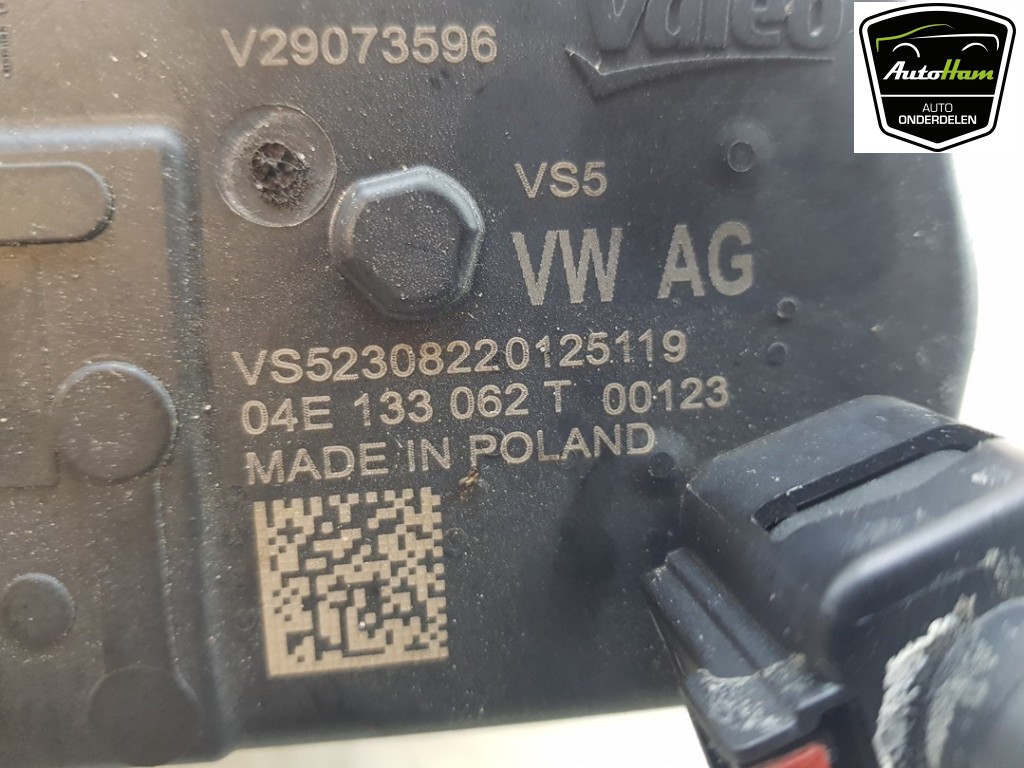 V29073596
Valeo
AutoHam
AUTO
ONDERDELEN
VS5
VW AG
VS52308220125119
04E 133 062 T 00123
MADE IN POLAND